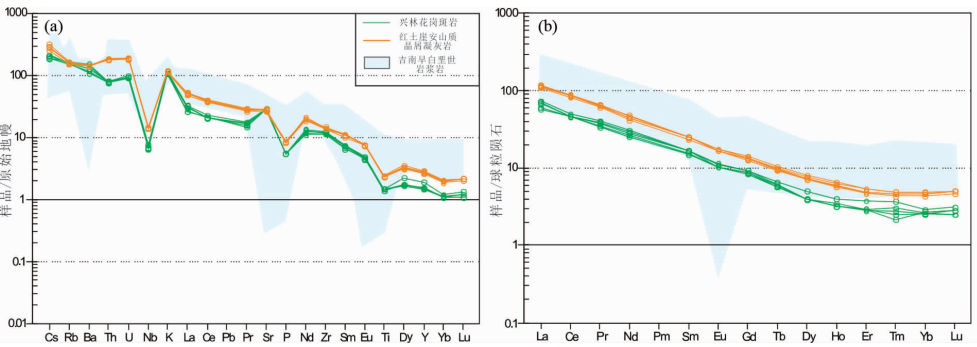 (a)
兴林花岗斑岩
红土崖安山质
晶屑凝灰岩
吉南早白垩世
岩浆岩
样品/原始地幔
1000
100
10
1
0.1
0.01
Cs Rb Ba Th U Nb K La Ce Pb Pr Sr P Nd Zr Sm Eu Ti Dy Y Yb Lu
(b)
样品/球粒陨石
1000
100
10
1
0.1
La Ce Pr Nd Pm Sm Eu Gd Tb Dy Ho Er Tm Yb Lu